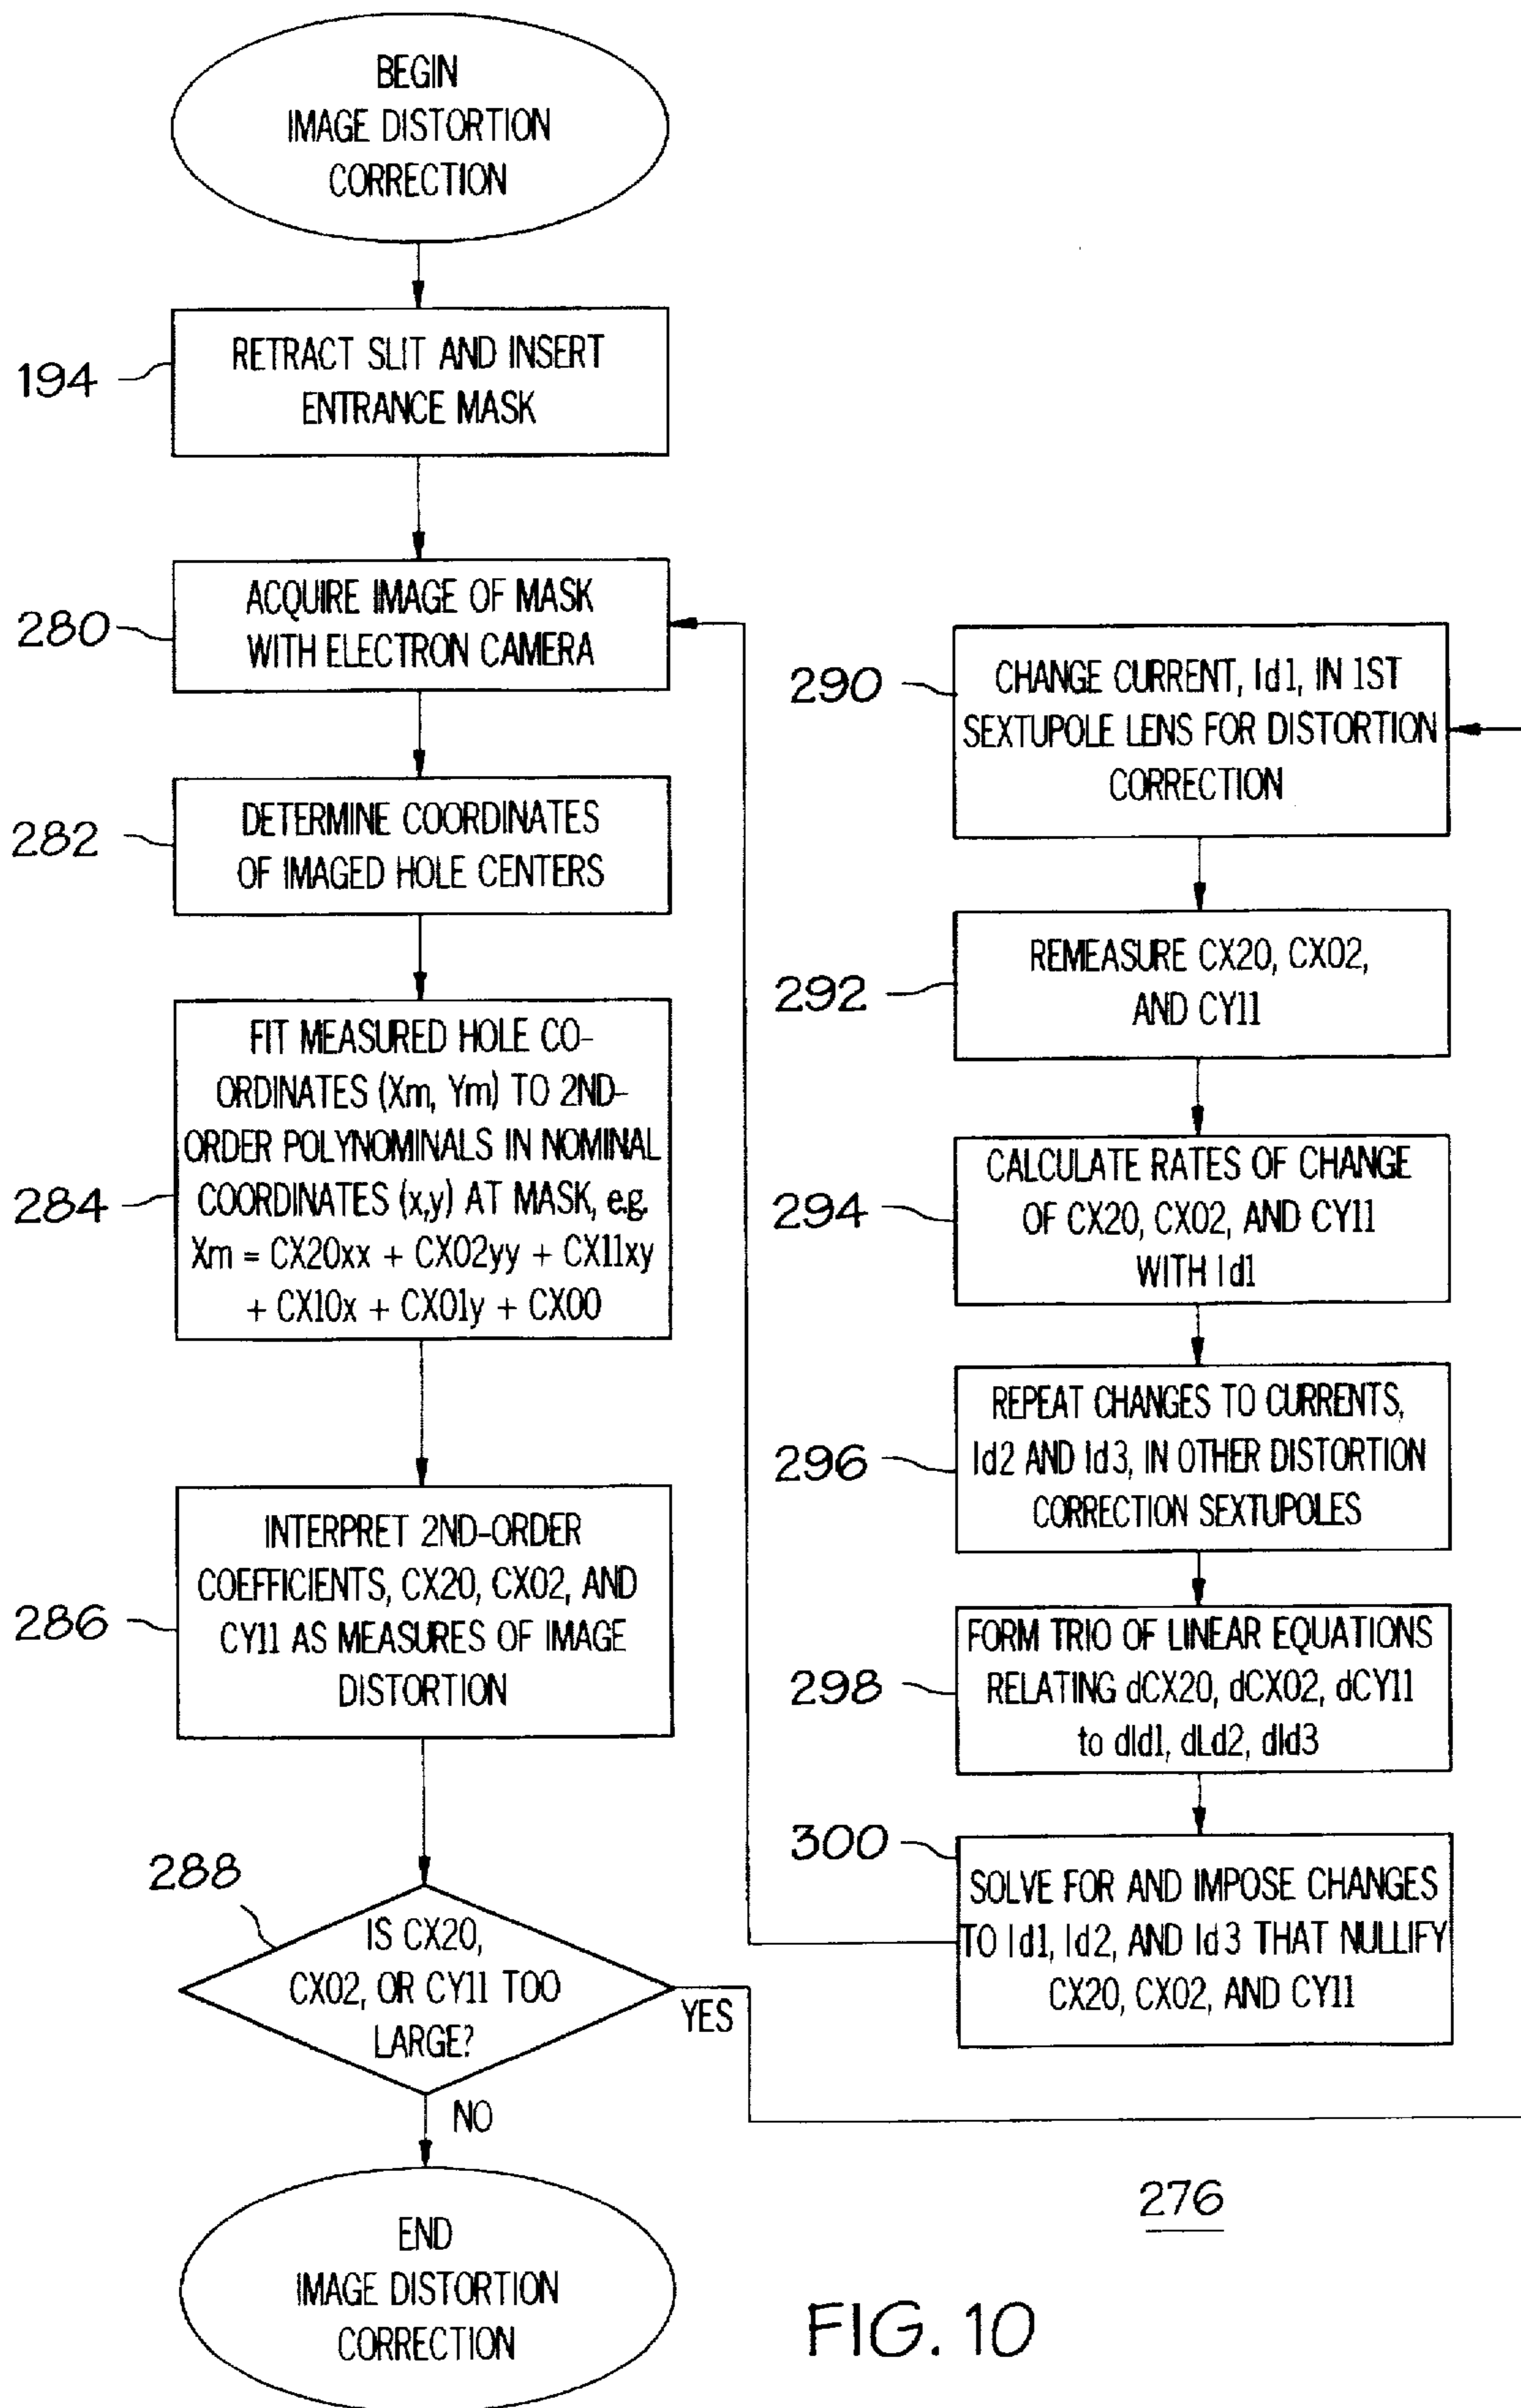 BEGIN
IMAGE DISTORTION
CORRECTION
194
RETRACT SLIT AND INSERT
ENTRANCE MASK
280
ACQUIRE IMAGE OF MASK
WITH ELECTRON CAMERA
282
DETERMINE COORDINATES
OF IMAGED HOLE CENTERS
284
FIT MEASURED HOLE CO-
ORDINATES (Xm, Ym) TO 2ND-
ORDER POLYNOMINALS IN NOMINAL
COORDINATES (x,y) AT MASK, e.g.
Xm = CX20xx + CX02yy + CX11xy
+ CX10x + CX01y + CX00
286
INTERPRET 2ND-ORDER
COEFFICIENTS, CX20, CX02, AND
CY11 AS MEASURES OF IMAGE
DISTORTION
288
IS CX20,
CX02, OR CY11 TOO
LARGE?
YES
NO
END
IMAGE DISTORTION
CORRECTION
290
CHANGE CURRENT, Id1, IN 1ST
SEXTUPOLE LENS FOR DISTORTION
CORRECTION
292
REMEASURE CX20, CX02,
AND CY11
294
CALCULATE RATES OF CHANGE
OF CX20, CX02, AND CY11
WITH Id1
296
REPEAT CHANGES TO CURRENTS,
Id2 AND Id3, IN OTHER DISTORTION
CORRECTION SEXTUPOLES
298
FORM TRIO OF LINEAR EQUATIONS
RELATING dCX20, dCX02, dCY11
to dId1, dLd2, dId3
300
SOLVE FOR AND IMPOSE CHANGES
TO Id1, Id2, AND Id3 THAT NULLIFY
CX20, CX02, AND CY11
276
FIG. 10